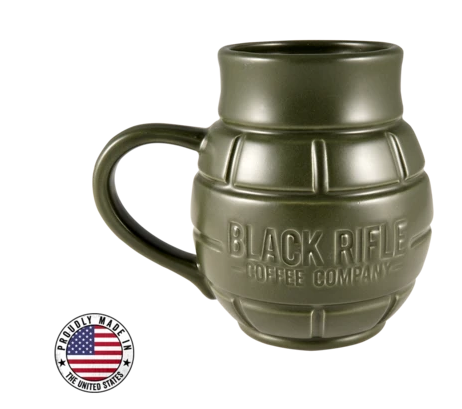 BLACK RIFLE
COFFEE COMPANY
PROUDLY MADE IN
THE UNITED STATES